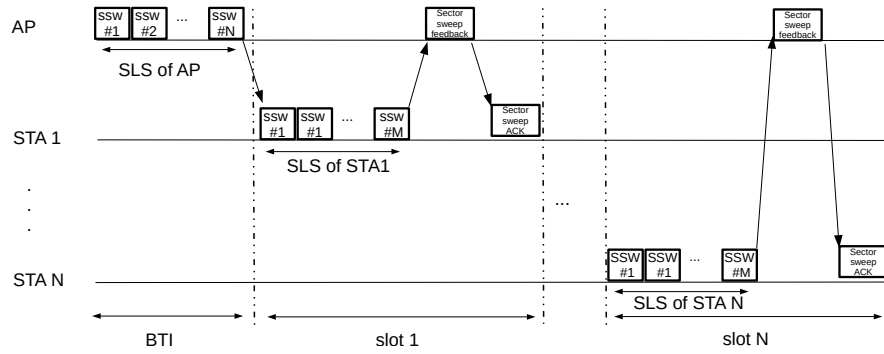 AP
SSW
#1
SSW
#2
...
SSW
#N
Sector
sweep
feedback
Sector
sweep
feedback
SLS of AP
STA 1
SSW
#1
SSW
#1
...
SSW
#M
Sector
sweep
ACK
SLS of STA1
.
.
.
...
STA N
SSW
#1
SSW
#1
...
SSW
#M
Sector
sweep
ACK
SLS of STA N
BTI
slot 1
slot N